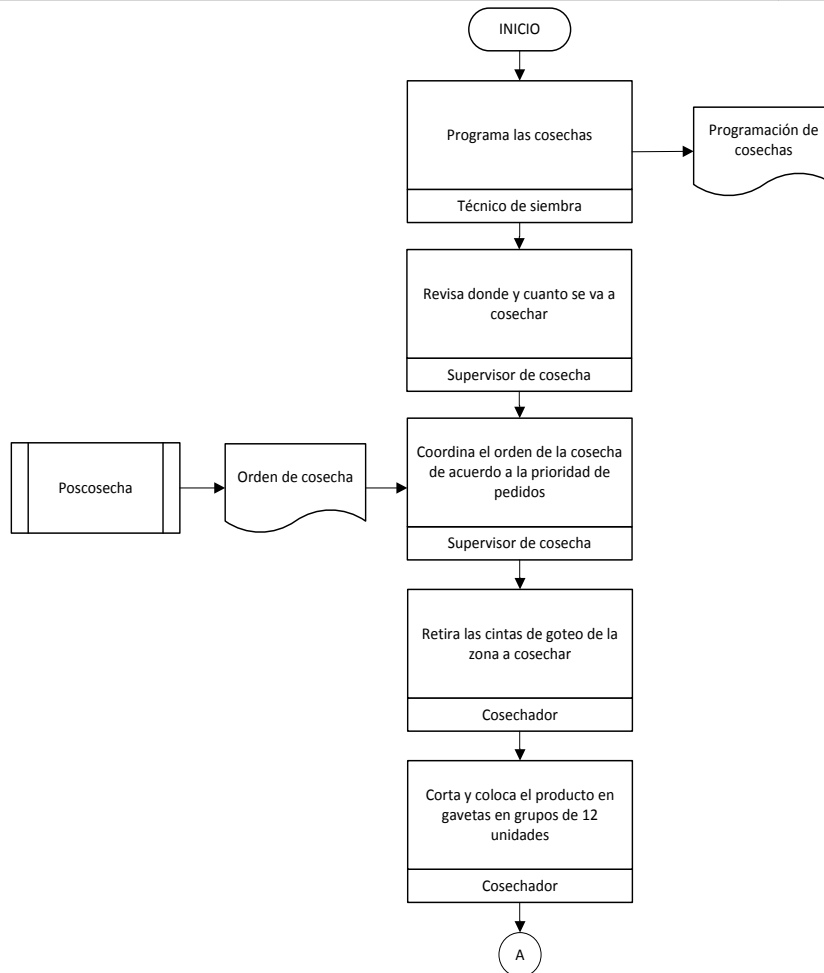 INICIO
Programa las cosechas
Técnico de siembra
Programación de
cosechas
Revisa donde y cuanto se va a
cosechar
Supervisor de cosecha
Poscosecha
Orden de cosecha
Coordina el orden de la cosecha
de acuerdo a la prioridad de
pedidos
Supervisor de cosecha
Retira las cintas de goteo de la
zona a cosechar
Cosechador
Corta y coloca el producto en
gavetas en grupos de 12
unidades
Cosechador
A